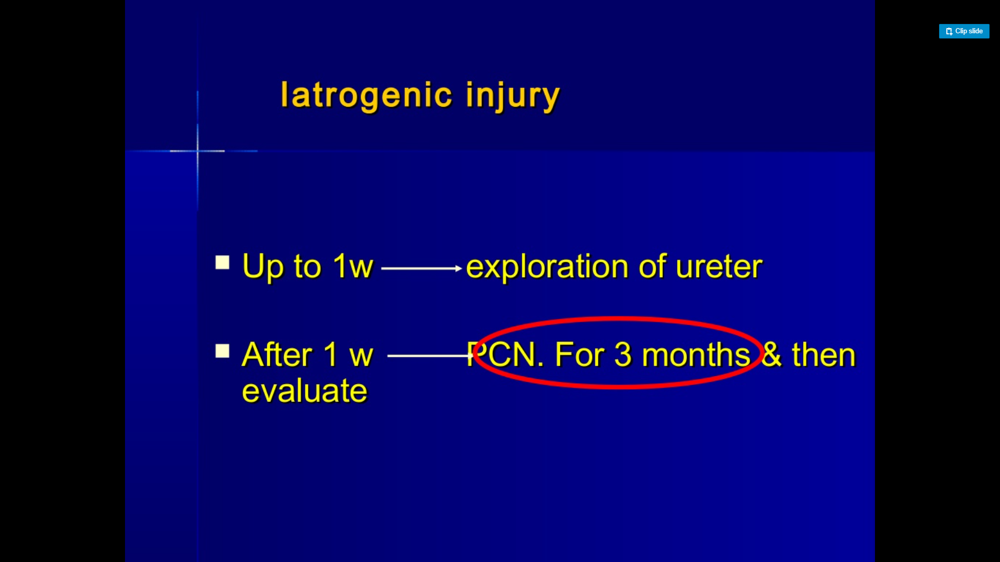 Clip slide
Iatrogenic injury
Up to 1w exploration of ureter
After 1 w PCN. For 3 months & then
evaluate